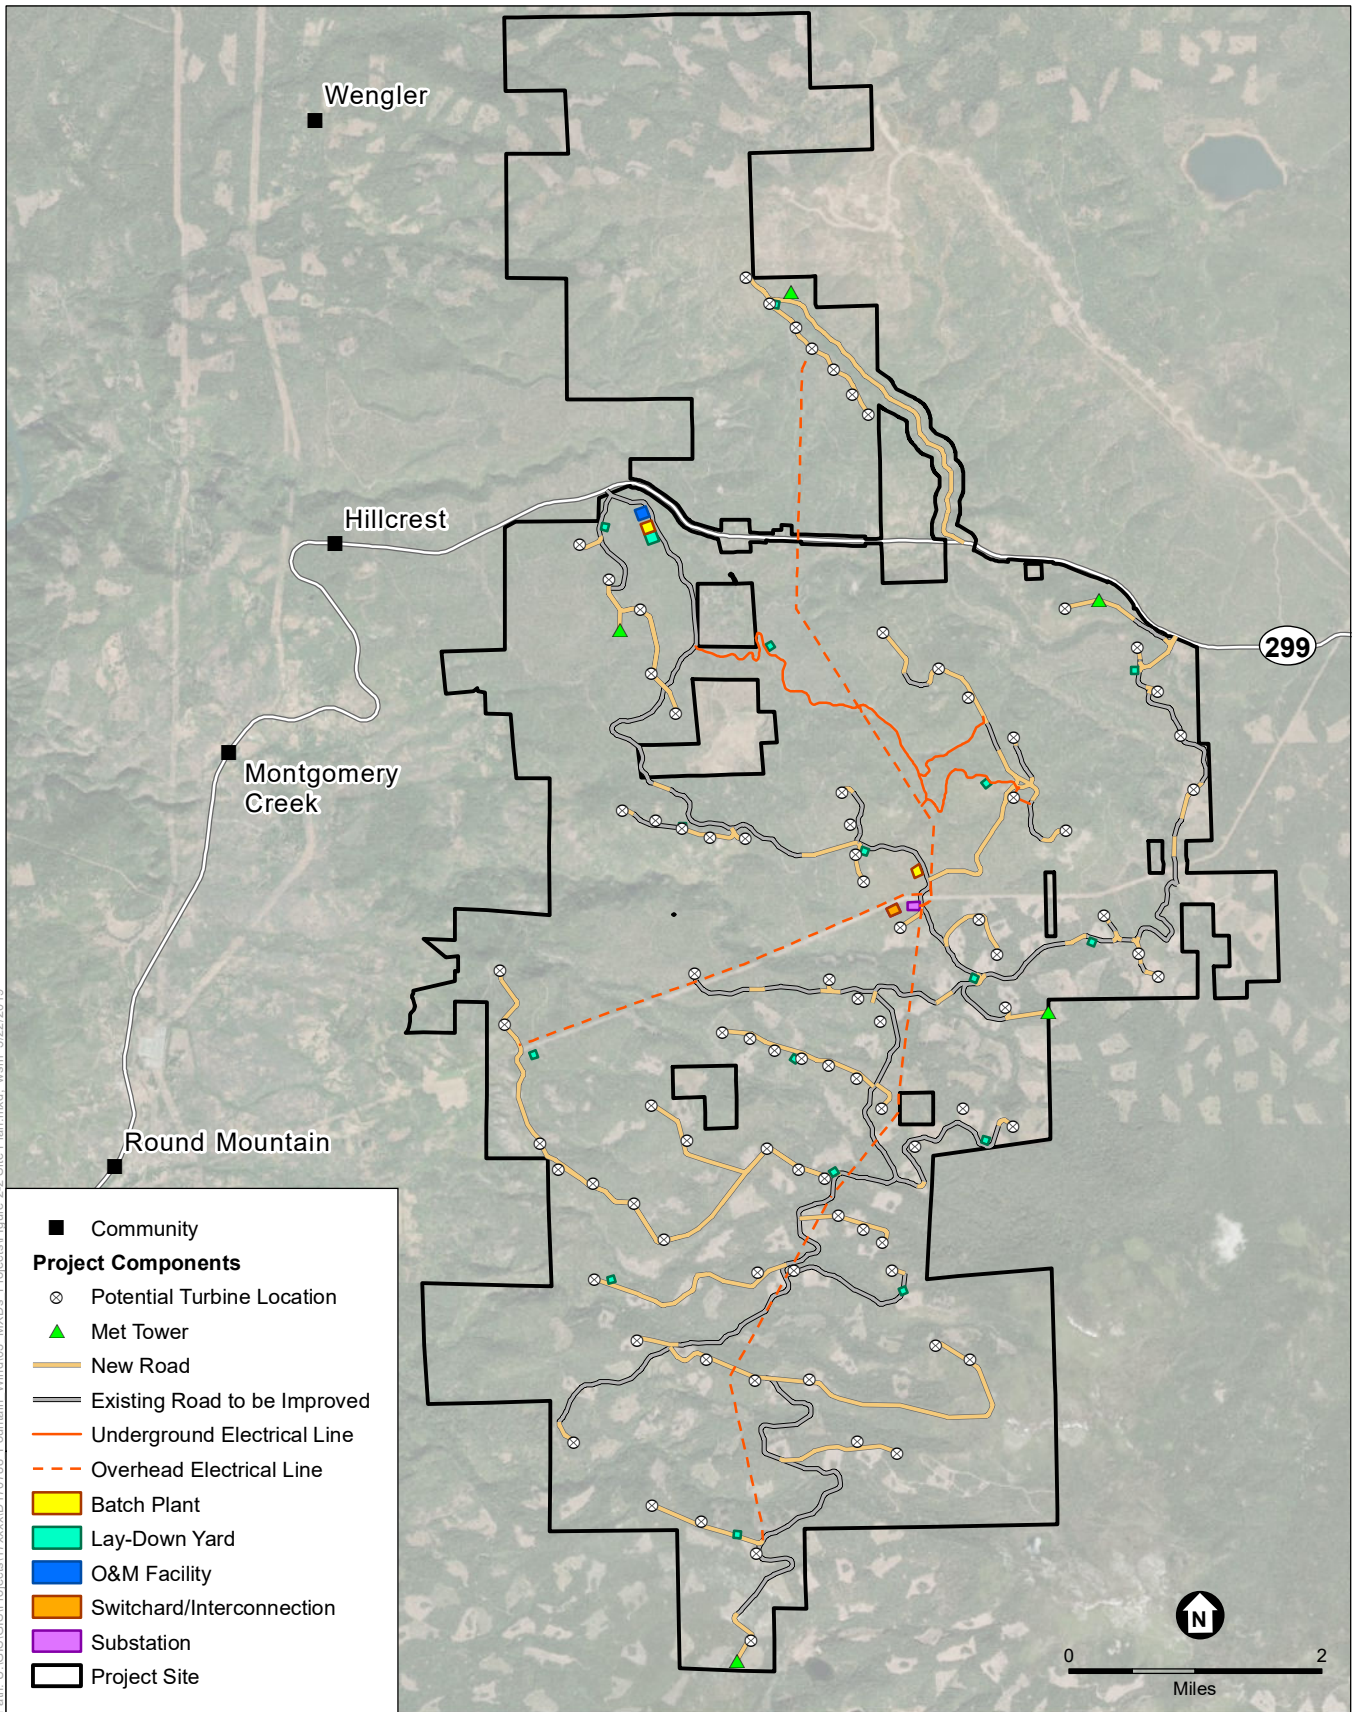 Wengler
Hillcrest
299
Montgomery
Creek
Round Mountain
Community
Project Components
Potential Turbine Location
Met Tower
New Road
Existing Road to be Improved
Underground Electrical Line
Overhead Electrical Line
Batch Plant
Lay-Down Yard
O&M Facility
Switchard/Interconnection
Substation
Project Site
N
0 2
Miles